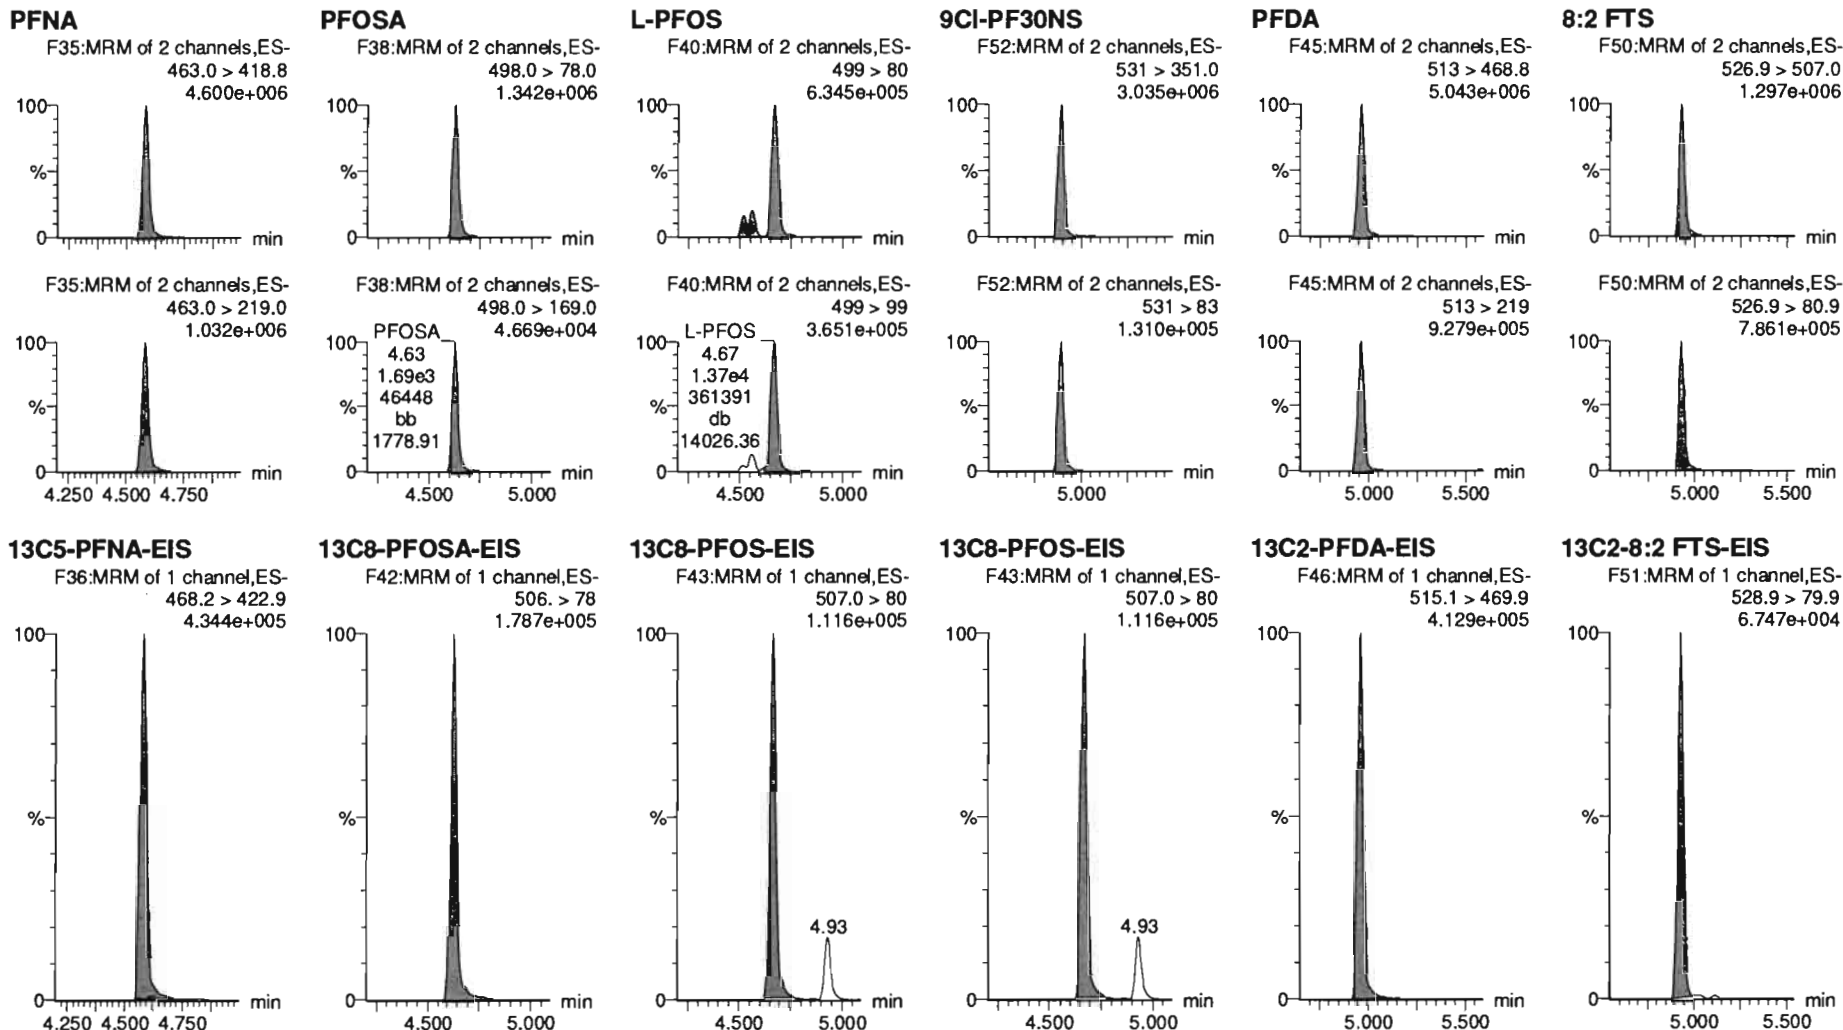 PFNA
F35:MRM of 2 channels,ES-
463.0 > 418.8
4.600e+006
100
%
0
min
F35:MRM of 2 channels,ES-
463.0 > 219.0
1.032e+006
100
%
0
min
4.250 4.500 4.750
PFOSA
F38:MRM of 2 channels,ES-
498.0 > 78.0
1.342e+006
100
%
0
min
F38:MRM of 2 channels,ES-
498.0 > 169.0
4.669e+004
PFOSA
4.63
1.69e3
46448
bb
1778.91
100
%
0
min
4.500 5.000
L-PFOS
F40:MRM of 2 channels,ES-
499 > 80
6.345e+005
100
%
0
min
F40:MRM of 2 channels,ES-
499 > 99
3.651e+005
L-PFOS
4.67
1.37e4
361391
db
14026.36
100
%
0
min
4.500 5.000
9Cl-PF30NS
F52:MRM of 2 channels,ES-
531 > 351.0
3.035e+006
100
%
0
min
F52:MRM of 2 channels,ES-
531 > 83
1.310e+005
100
%
0
min
5.000
PFDA
F45:MRM of 2 channels,ES-
513 > 468.8
5.043e+006
100
%
0
min
F45:MRM of 2 channels,ES-
513 > 219
9.279e+005
100
%
0
min
5.000 5.500
8:2 FTS
F50:MRM of 2 channels,ES-
526.9 > 507.0
1.297e+006
100
%
0
min
F50:MRM of 2 channels,ES-
526.9 > 80.9
7.861e+005
100
%
0
min
5.000 5.500
13C5-PFNA-EIS
F36:MRM of 1 channel,ES-
468.2 > 422.9
4.344e+005
100
%
0
min
4.250 4.500 4.750
13C8-PFOSA-EIS
F42:MRM of 1 channel,ES-
506. > 78
1.787e+005
100
%
0
min
4.500 5.000
13C8-PFOS-EIS
F43:MRM of 1 channel,ES-
507.0 > 80
1.116e+005
100
%
4.93
0
min
4.500 5.000
13C8-PFOS-EIS
F43:MRM of 1 channel,ES-
507.0 > 80
1.116e+005
100
%
4.93
0
min
4.500 5.000
13C2-PFDA-EIS
F46:MRM of 1 channel,ES-
515.1 > 469.9
4.129e+005
100
%
0
min
5.000 5.500
13C2-8:2 FTS-EIS
F51:MRM of 1 channel,ES-
528.9 > 79.9
6.747e+004
100
%
0
min
5.000 5.500